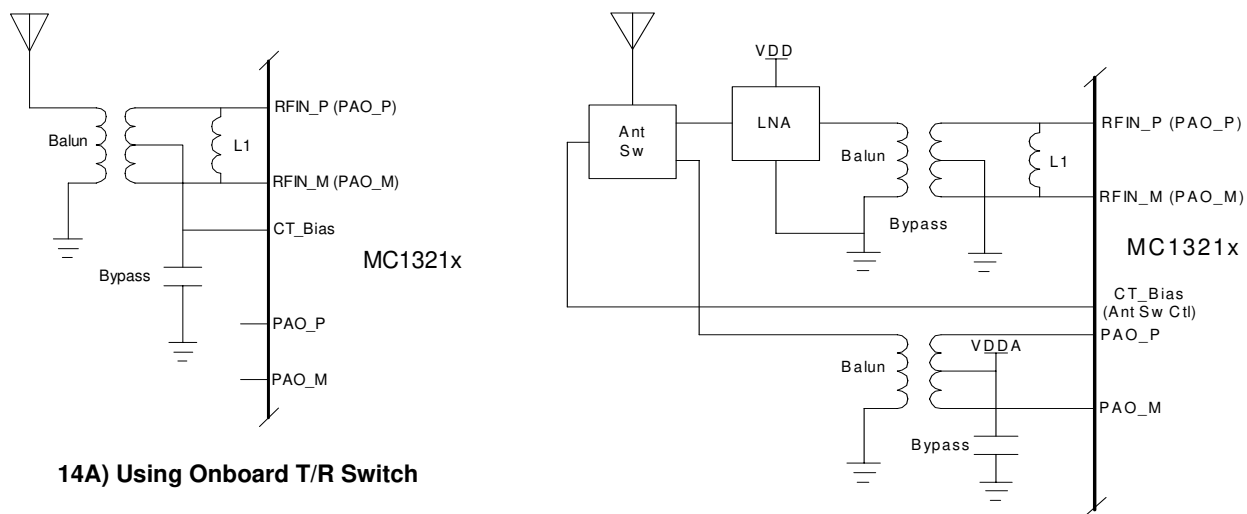 RFIN_P (PAO_P)
Balun
L1
RFIN_M (PAO_M)
CT_Bias
MC1321x
Bypass
PAO_P
PAO_M
14A) Using Onboard T/R Switch
VDD
Ant
Sw
LNA
RFIN_P (PAO_P)
Balun
L1
RFIN_M (PAO_M)
Bypass
MC1321x
CT_Bias
(Ant Sw Ctl)
PAO_P
VDDA
Balun
PAO_M
Bypass